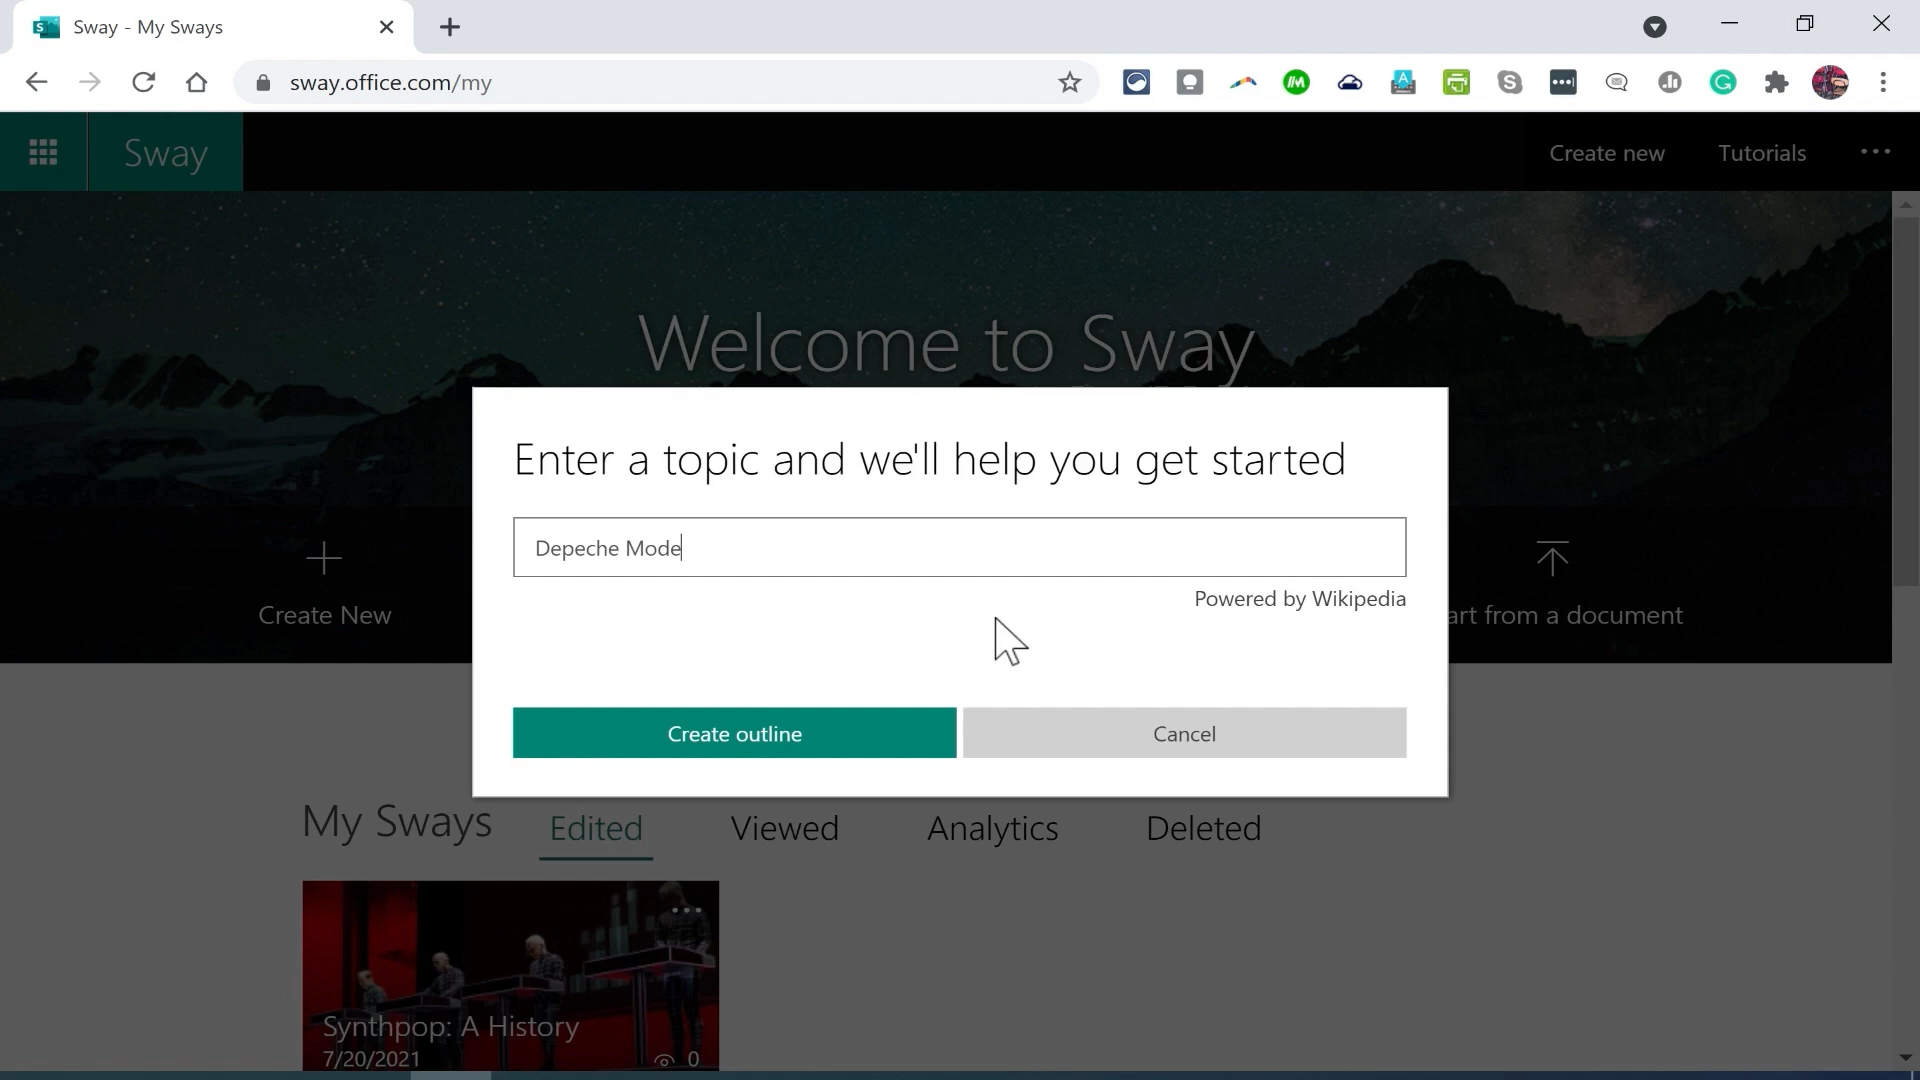 Sway - My Sways
sway.office.com/my
Sway
Create new
Tutorials
Welcome to Sway
Enter a topic and we'll help you get started
Depeche Mode
Powered by Wikipedia
Create New
art from a document
Create outline
Cancel
My Sways
Edited
Viewed
Analytics
Deleted
Synthpop: A History
7/20/2021
0